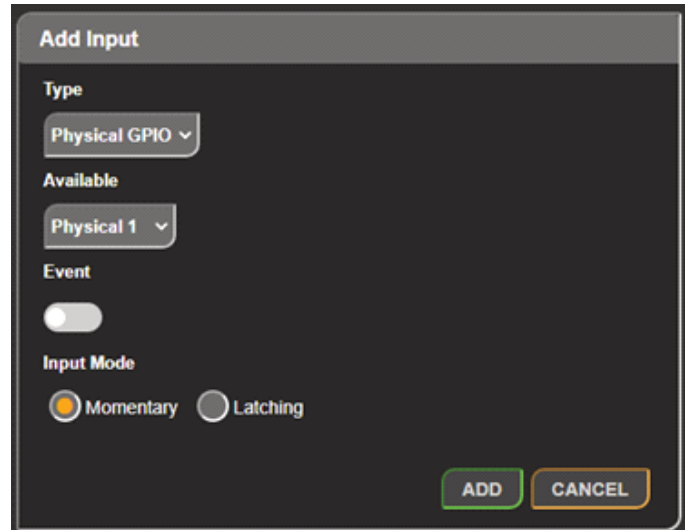 Add Input
Type
Physical GPIO
Available
Physical 1
Event
Input Mode
Momentary Latching
ADD CANCEL